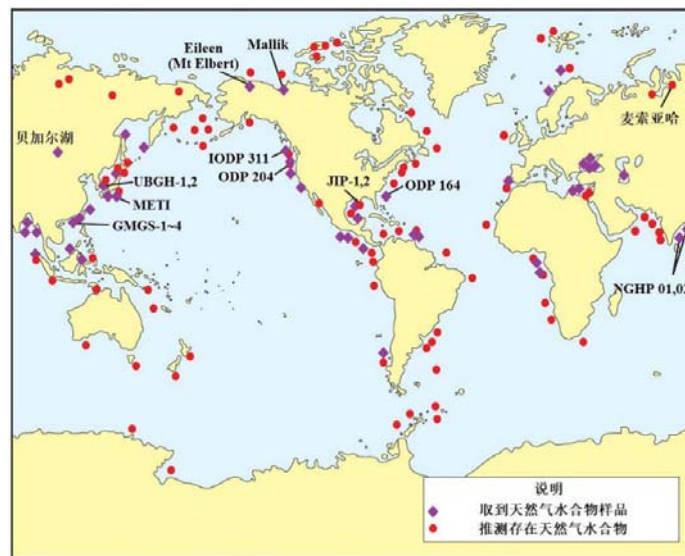 Eileen
(Mt Elbert)
Mallik
麦索亚哈
贝加尔湖
IODP 311
ODP 204
JIP-1,2
ODP 164
UBGH-1,2
METI
GMGS-1~4
NGHP 01,02
说明
取到天然气水合物样品
推测存在天然气水合物